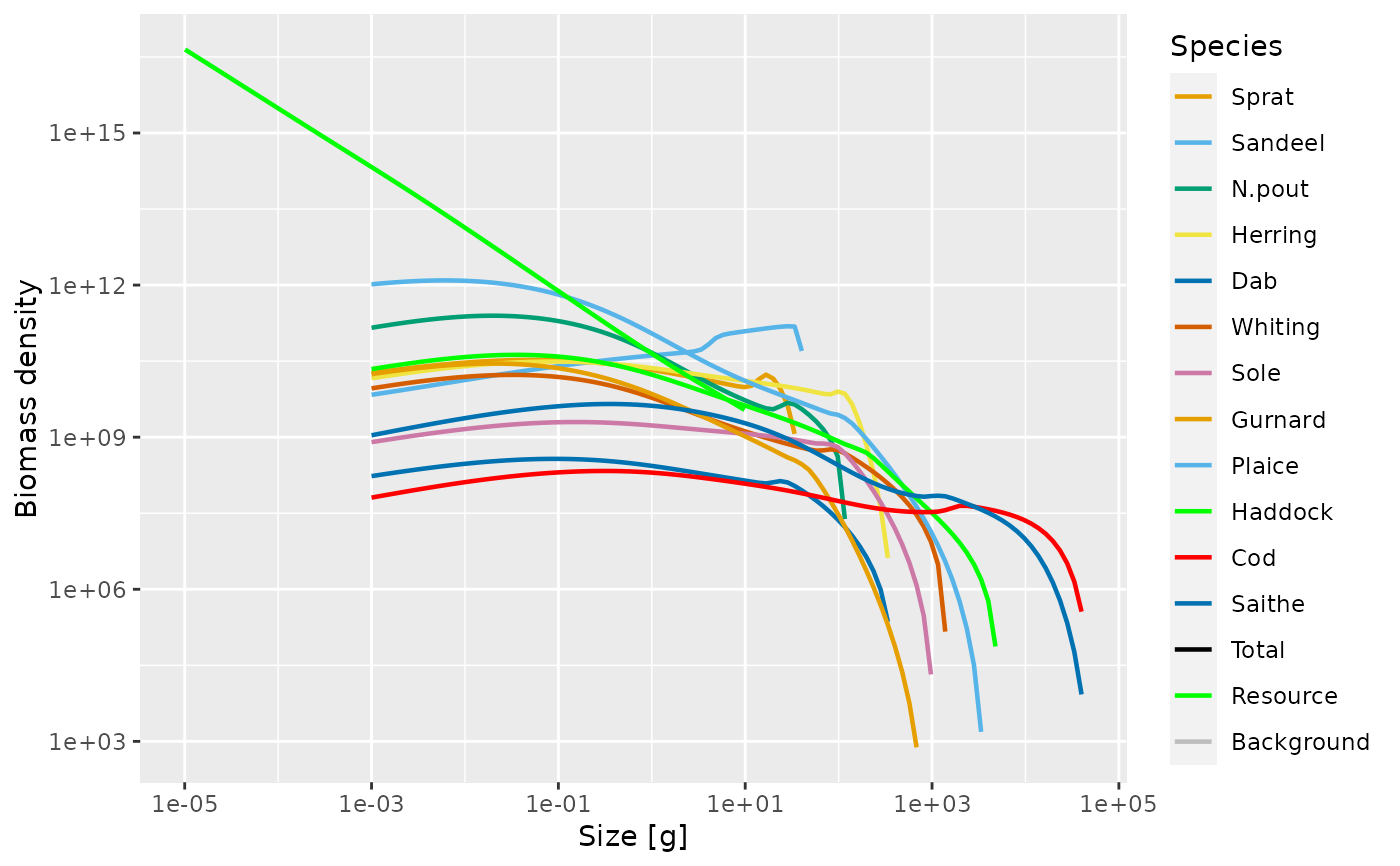 Biomass density
1e+15
1e+12
1e+09
1e+06
1e+03
1e-05
1e-03
1e-01
1e+01
1e+03
1e+05
Size [g]
Species
Sprat
Sandeel
N.pout
Herring
Dab
Whiting
Sole
Gurnard
Plaice
Haddock
Cod
Saithe
Total
Resource
Background